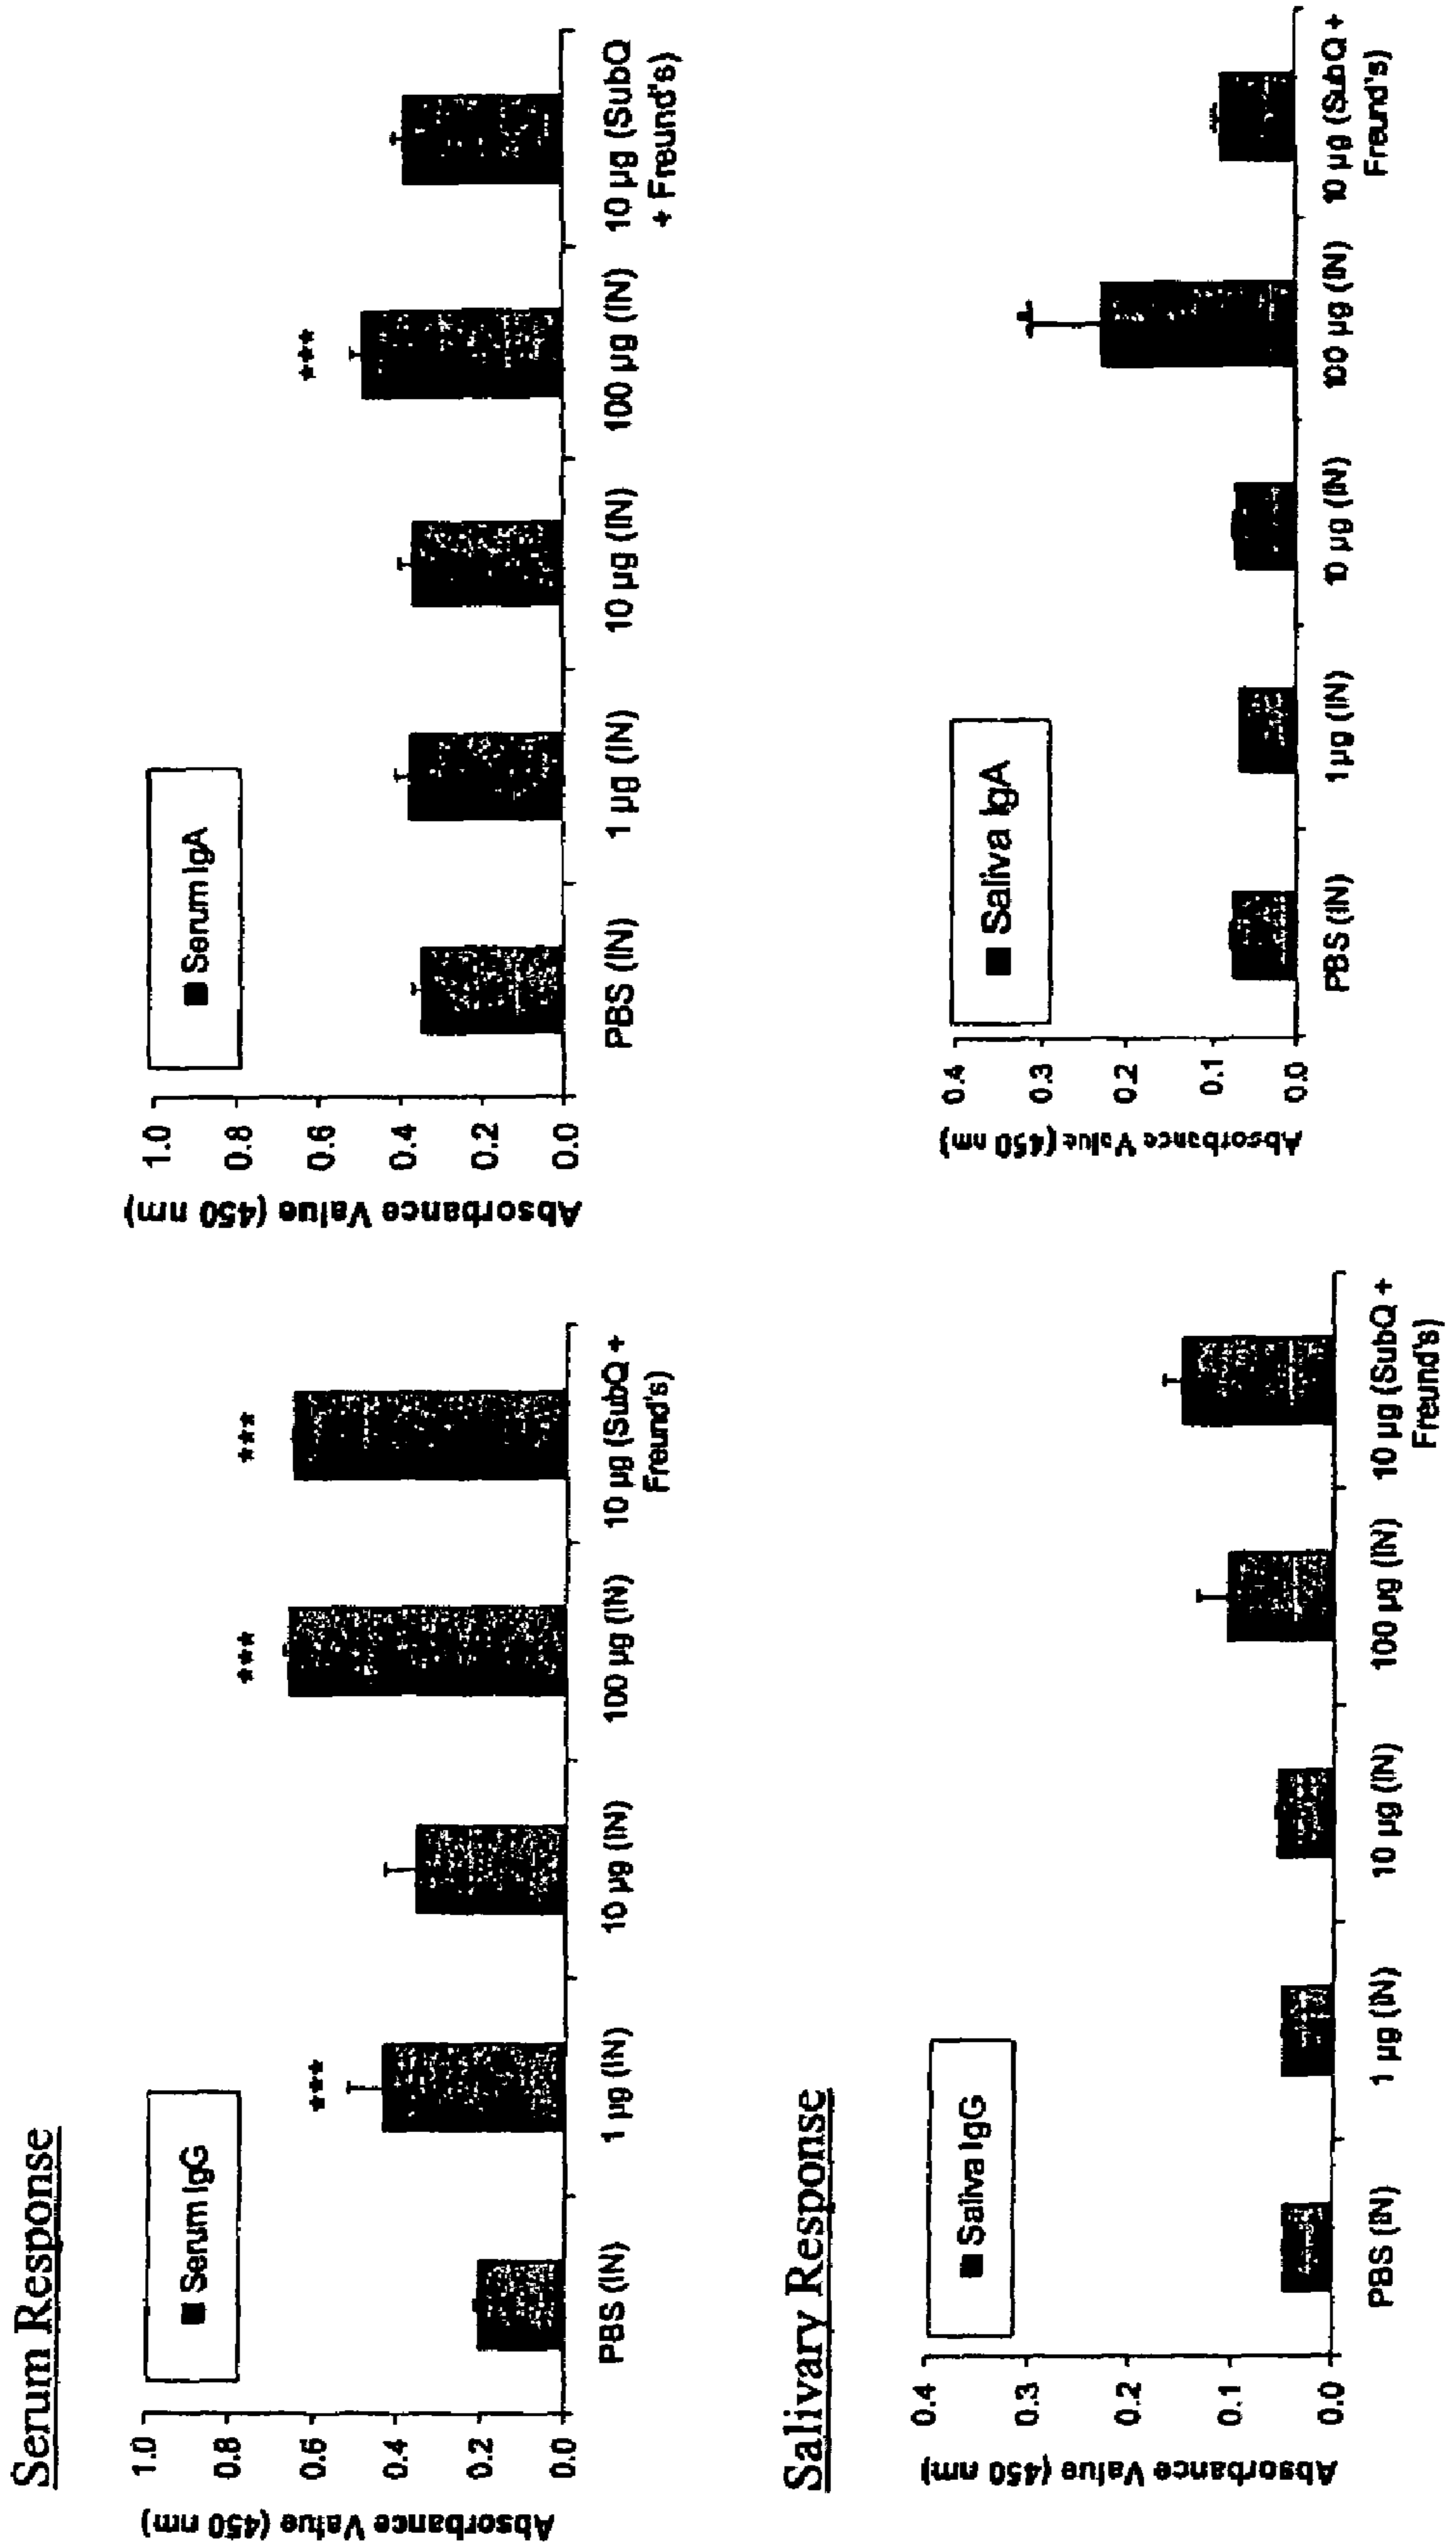 Serum Response
Absorbance Value (450 nm)
1.0
0.8
0.6
0.4
0.2
0.0
Serum IgG
***
***
***
PBS (IN)
1 µg (IN)
10 µg (IN)
100 µg (IN)
10 µg (SubQ +
Freund's)
Absorbance Value (450 nm)
1.0
0.8
0.6
0.4
0.2
0.0
Serum IgA
***
PBS (IN)
1 µg (IN)
10 µg (IN)
100 µg (IN)
10 µg (SubQ
+ Freund's)
Salivary Response
Absorbance Value (450 nm)
0.4
0.3
0.2
0.1
0.0
Saliva IgG
PBS (IN)
1 µg (IN)
10 µg (IN)
100 µg (IN)
10 µg (SubQ +
Freund's)
Absorbance Value (450 nm)
0.4
0.3
0.2
0.1
0.0
Saliva IgA
PBS (IN)
1 µg (IN)
10 µg (IN)
100 µg (IN)
10 µg (SubQ +
Freund's)